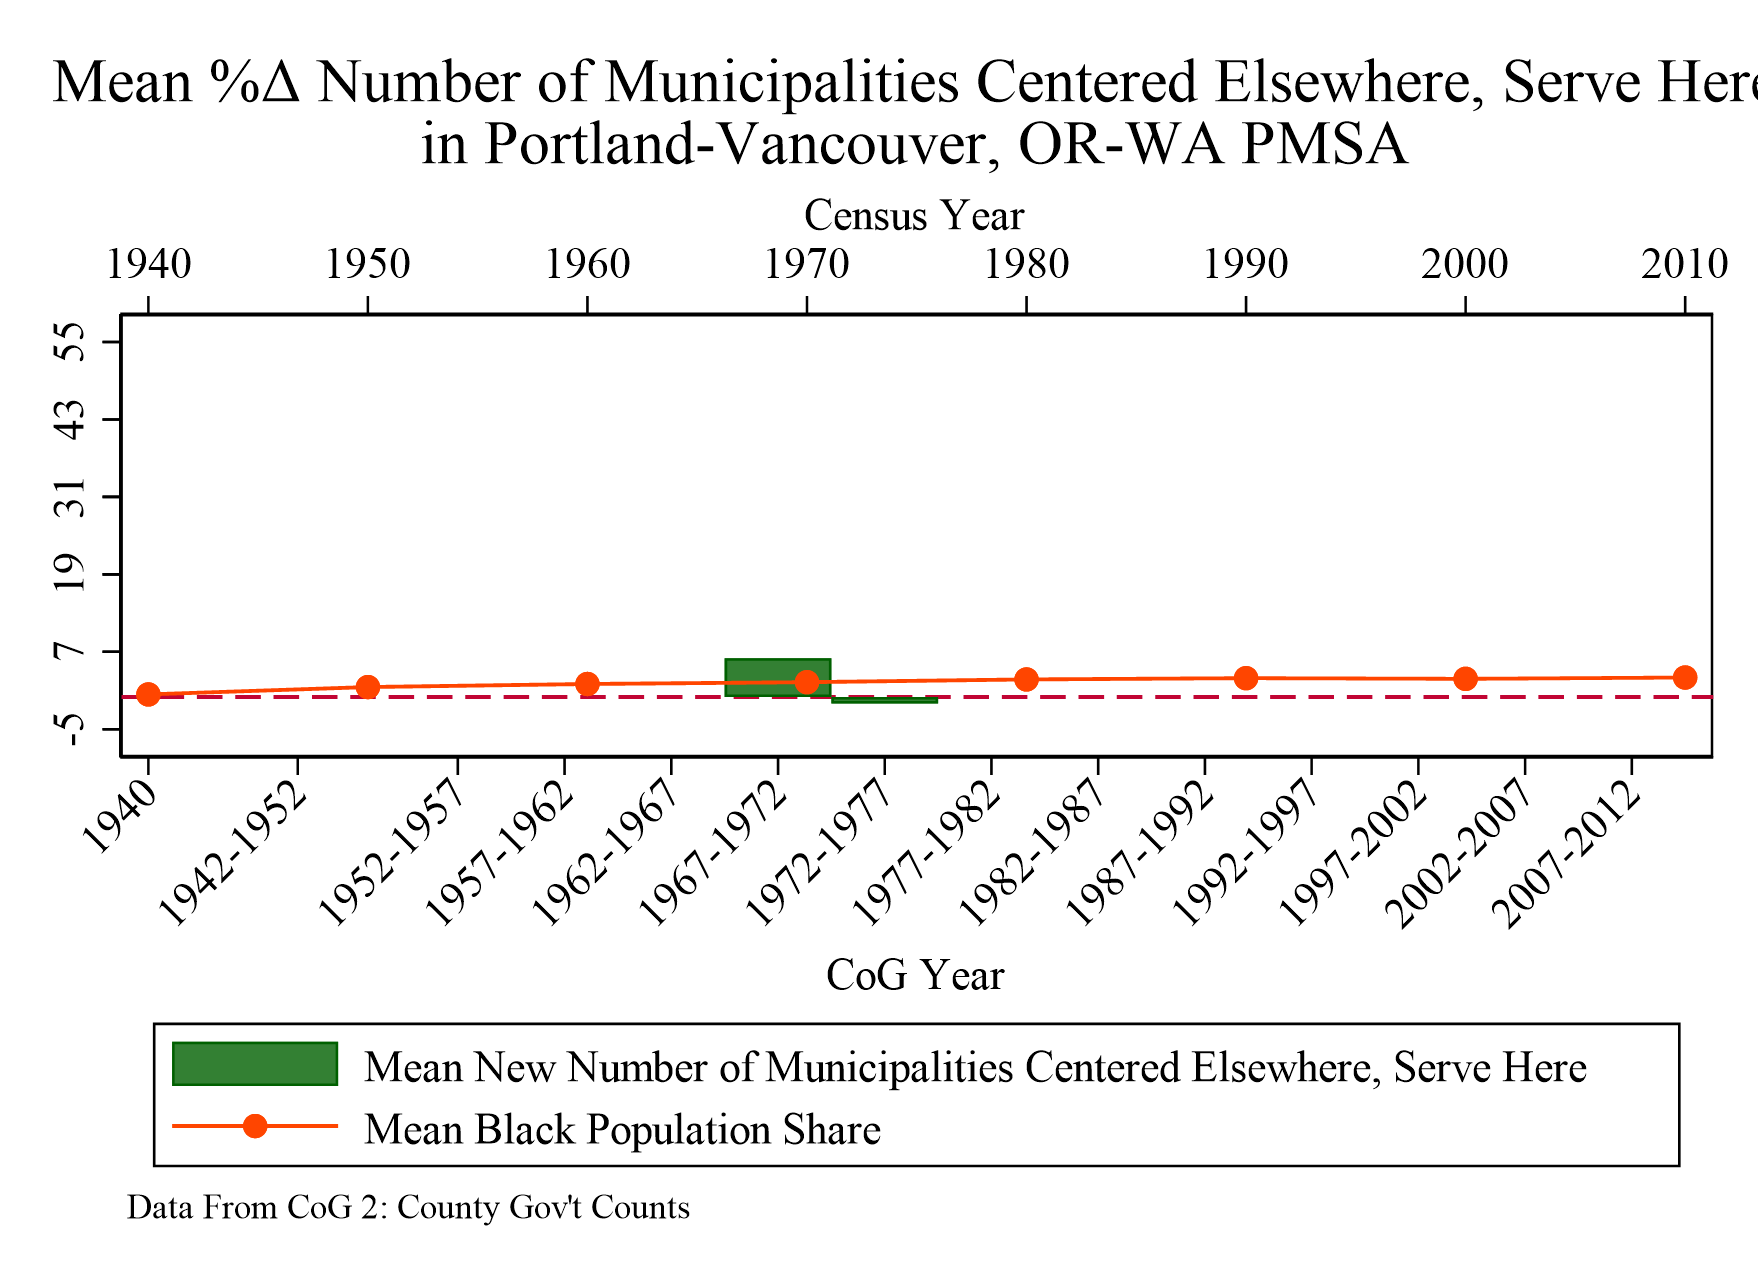 Mean %Δ Number of Municipalities Centered Elsewhere, Serve Here
in Portland-Vancouver, OR-WA PMSA
Census Year
1940 1950 1960 1970 1980 1990 2000 2010
55
43
31
19
7
-5
1940 1942-1952 1952-1957 1957-1962 1962-1967 1967-1972 1972-1977 1977-1982 1982-1987 1987-1992 1992-1997 1997-2002 2002-2007 2007-2012
CoG Year
Mean New Number of Municipalities Centered Elsewhere, Serve Here
Mean Black Population Share
Data From CoG 2: County Gov't Counts